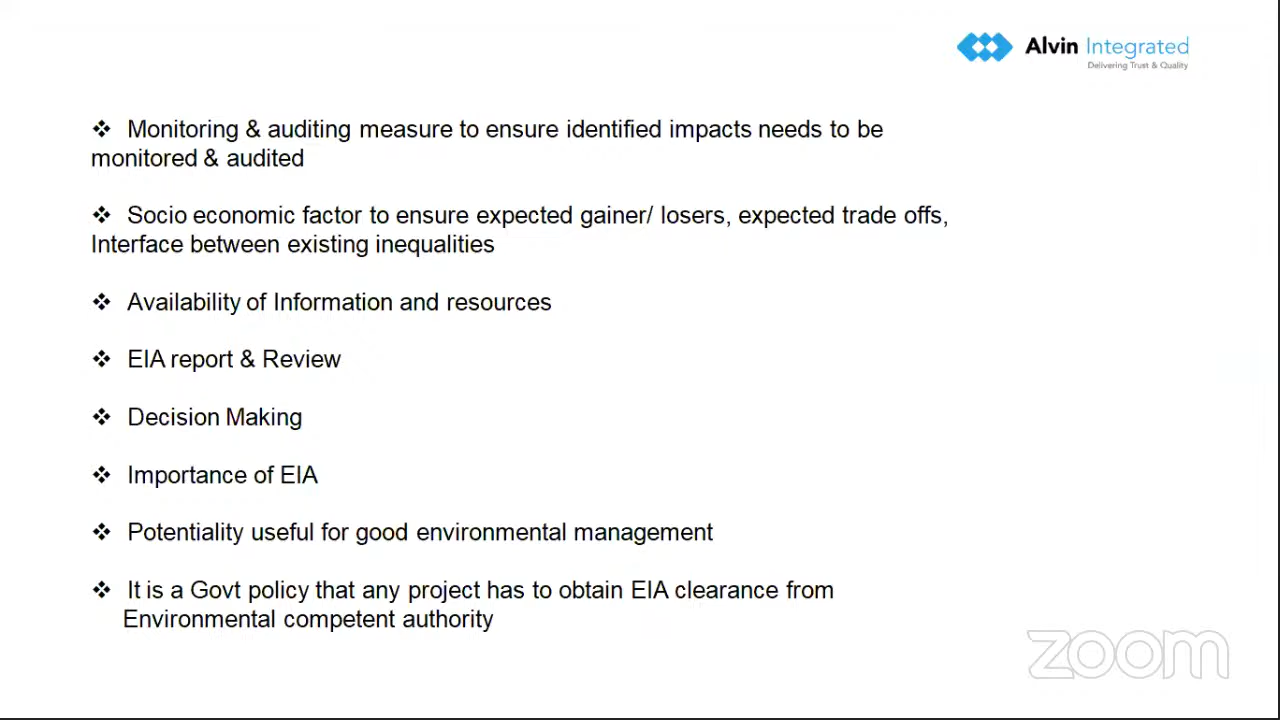 Alvin Integrated
Delivering Trust & Quality
❖ Monitoring & auditing measure to ensure identified impacts needs to be
monitored & audited
❖ Socio economic factor to ensure expected gainer/ losers, expected trade offs,
Interface between existing inequalities
❖ Availability of Information and resources
❖ EIA report & Review
❖ Decision Making
❖ Importance of EIA
❖ Potentiality useful for good environmental management
❖ It is a Govt policy that any project has to obtain EIA clearance from
Environmental competent authority
zoom